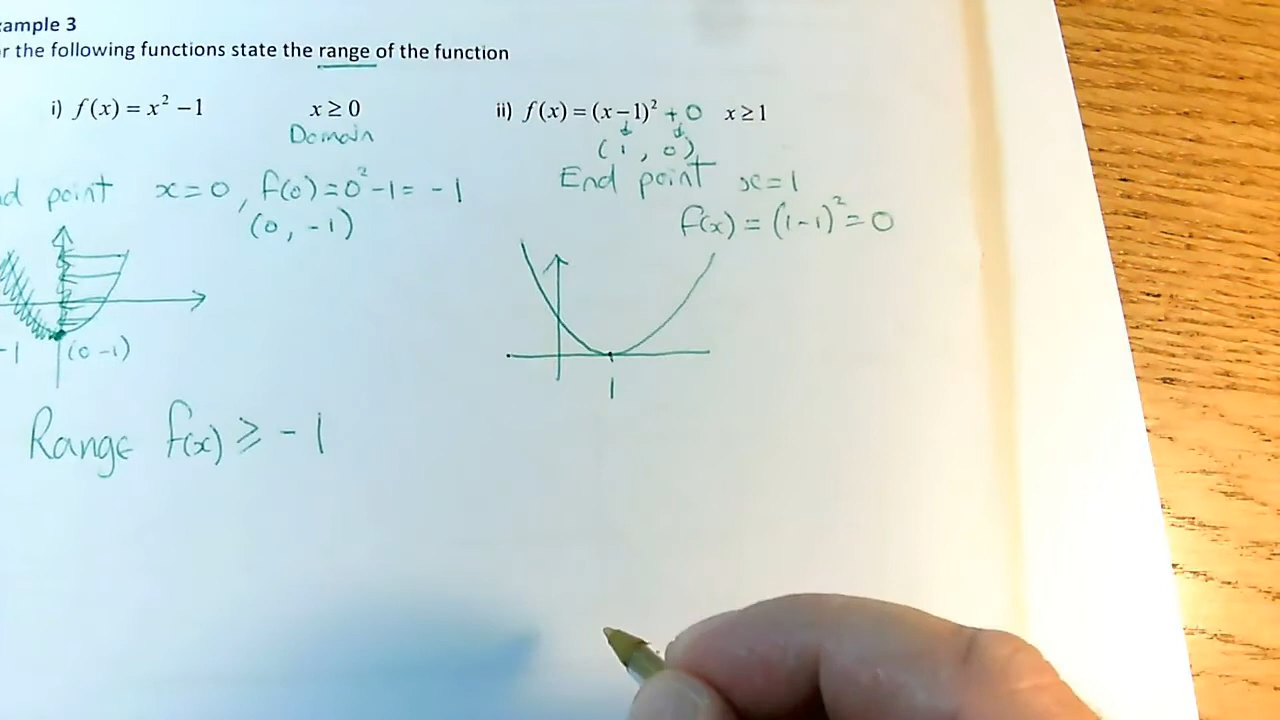 ample 3
r the following functions state the range of the function
i) f(x) = x² − 1 x ≥ 0
Domain
d point x=0, f(0)=0²-1= -1
(0, -1)
-1 (0 -1)
Range f(x) ⩾ -1
ii) f(x) = (x−1)² + 0 x ≥ 1
(1, 0)
End point x=1
f(x) = (1-1)² = 0
1